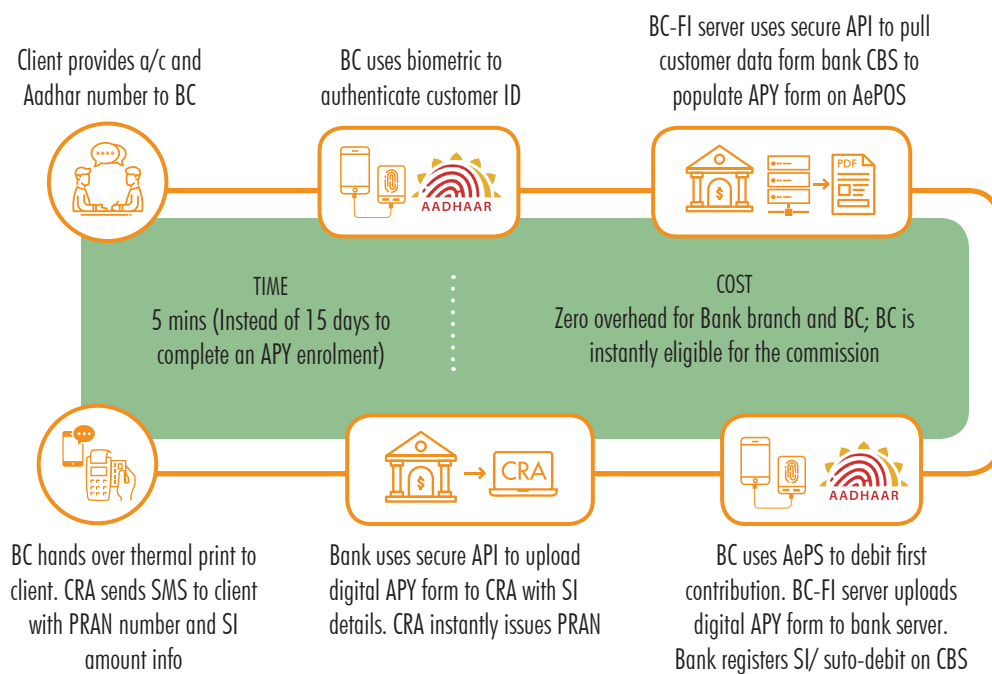 Client provides a/c and
Aadhar number to BC
BC uses biometric to
authenticate customer ID
BC-FI server uses secure API to pull
customer data form bank CBS to
populate APY form on AePOS
AADHAAR
$
PDF
TIME
5 mins (Instead of 15 days to
complete an APY enrolment)
COST
Zero overhead for Bank branch and BC; BC is
instantly eligible for the commission
$
CRA
AADHAAR
BC hands over thermal print to
client. CRA sends SMS to client
with PRAN number and SI
amount info
Bank uses secure API to upload
digital APY form to CRA with SI
details. CRA instantly issues PRAN
BC uses AePS to debit first
contribution. BC-FI server uploads
digital APY form to bank server.
Bank registers SI/ suto-debit on CBS